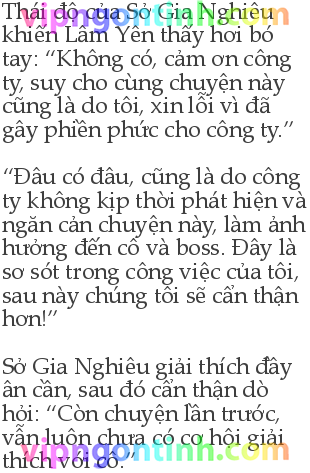 Thái độ của Sở Gia Nghiêu
khiến Lâm Yên thấy hơi bó
tay: “Không có, cảm ơn công
ty, suy cho cùng chuyện này
cũng là do tôi, xin lỗi vì đã
gây phiền phức cho công ty.”
“Đâu có đâu, cũng là do công
ty không kịp thời phát hiện và
ngăn cản chuyện này, làm ảnh
hưởng đến cô và boss. Đây là
sơ sót trong công việc của tôi,
sau này chúng tôi sẽ cẩn thận
hơn!”
Sở Gia Nghiêu giải thích đầy
ân cần, sau đó cẩn thận dò
hỏi: “Còn chuyện lần trước,
vẫn luôn chưa có cơ hội giải
thích với cô.”
vipngontinh.com
vipngontinh.com